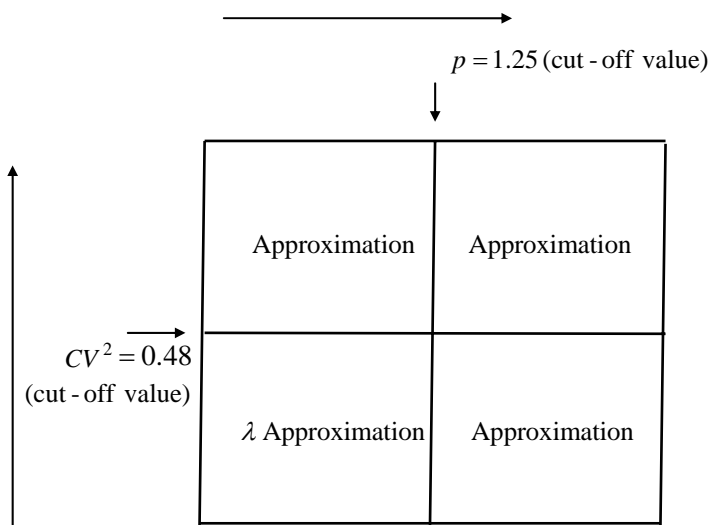 p = 1.25 (cut - off value)
Approximation Approximation
CV² = 0.48
(cut - off value)
λ Approximation Approximation